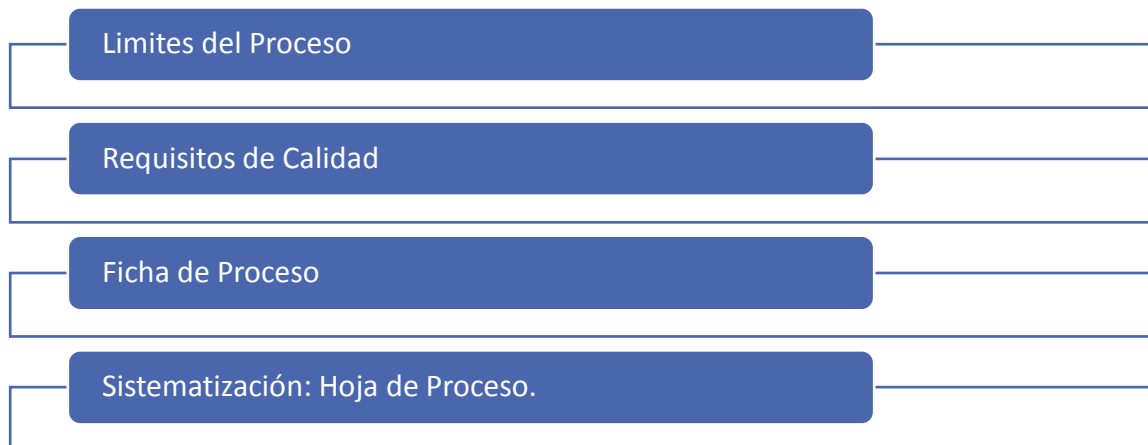 Limites del Proceso
Requisitos de Calidad
Ficha de Proceso
Sistematización: Hoja de Proceso.